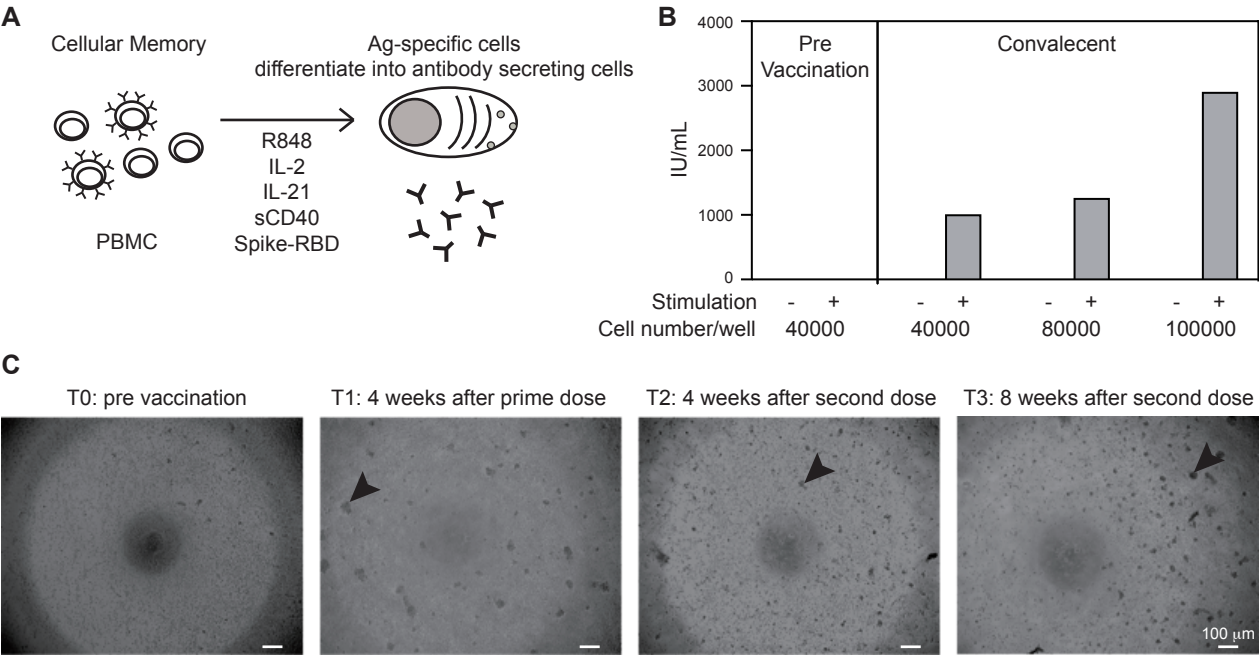 A
Cellular Memory
Ag-specific cells
differentiate into antibody secreting cells
R848
IL-2
IL-21
sCD40
Spike-RBD
PBMC
B
4000
3000
2000
1000
0
IU/mL
Pre
Vaccination
Convalecent
Stimulation - + - + - + - +
Cell number/well 40000 40000 80000 100000
C
T0: pre vaccination
T1: 4 weeks after prime dose
T2: 4 weeks after second dose
T3: 8 weeks after second dose
100 µm